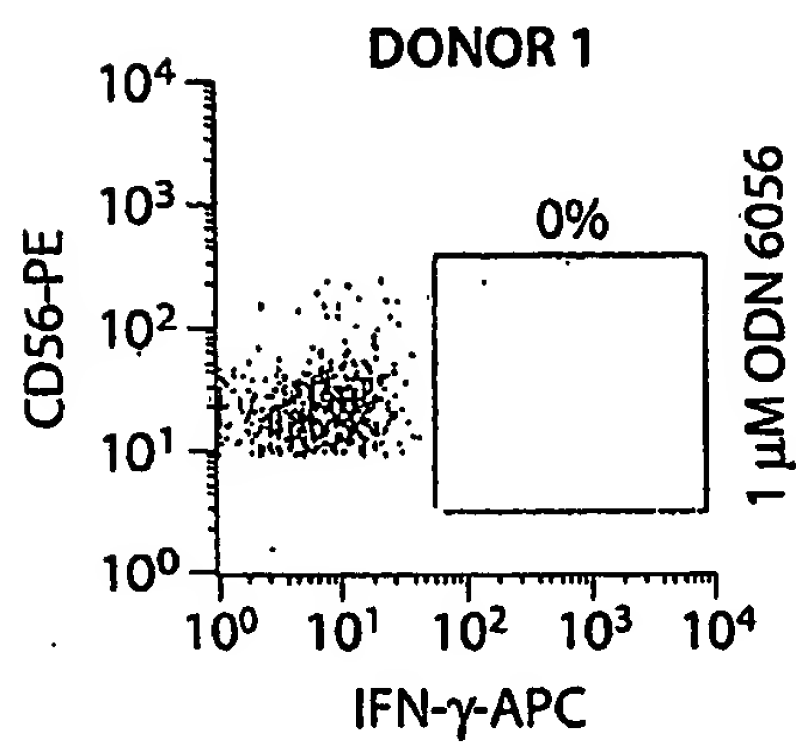 DONOR 1
10⁴
10³
10²
10¹
10⁰
CD56-PE
0%
1 µM ODN 6056
10⁰ 10¹ 10² 10³ 10⁴
IFN-γ-APC